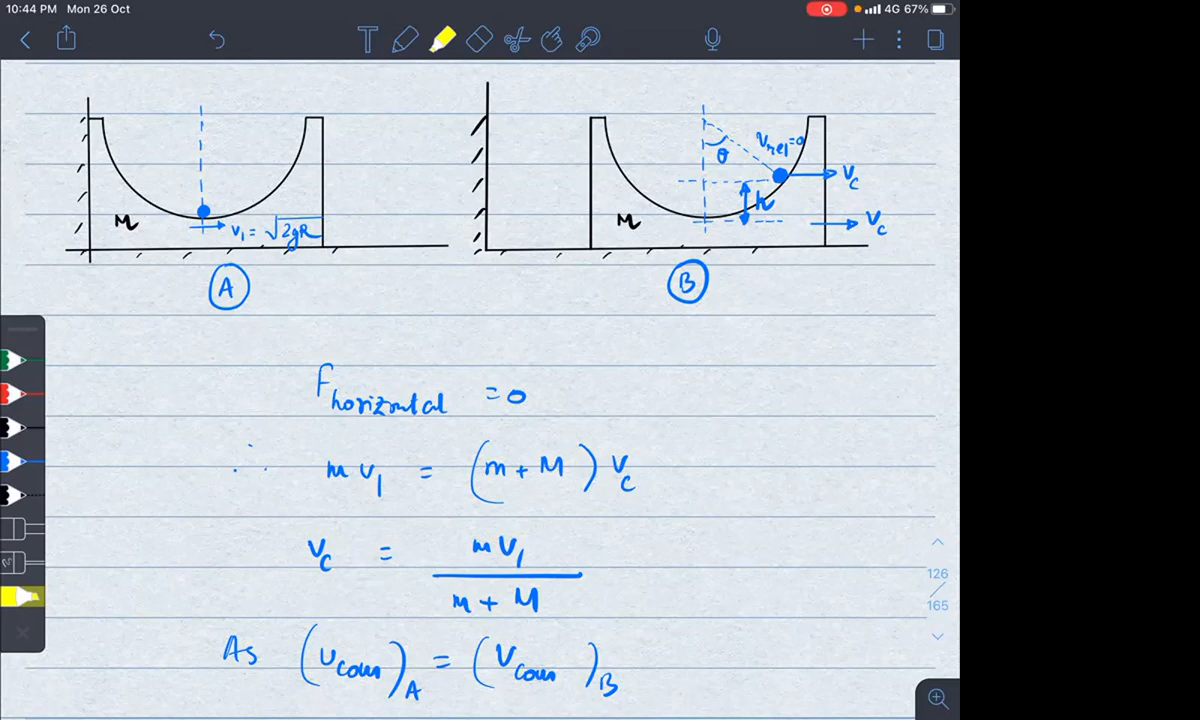 10:44 PM Mon 26 Oct
4G 67%
T
M
v₁ = √2gR
A
θ
Vrel=0
Vc
h
M
Vc
B
Fhorizontal = 0
∴ mv₁ = (m + M) Vc
Vc = mV₁ / m + M
As (Vcom)A = (Vcom)B
126
/
165